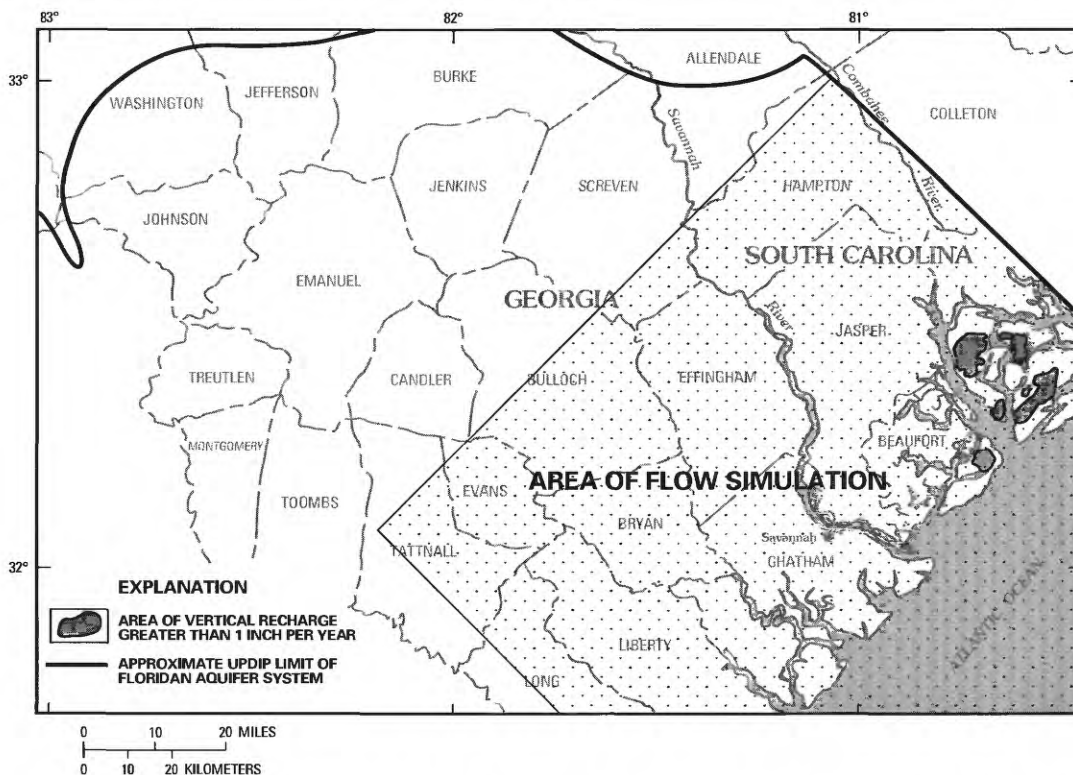 83° 82° 81°
33°
ALLENDALE
BURKE
JEFFERSON
WASHINGTON
Combahee
River
COLLETON
Savannah
River
JENKINS
SCREVEN
HAMPTON
JOHNSON
SOUTH CAROLINA
EMANUEL
GEORGIA
JASPER
TREUTLEN
CANDLER
BULLOCH
EFFINGHAM
MONTGOMERY
BEAUFORT
TOOMBS
EVANS
AREA OF FLOW SIMULATION
BRYAN
Savannah
CHATHAM
TATTNALL
32°
ATLANTIC OCEAN
LIBERTY
LONG
EXPLANATION
AREA OF VERTICAL RECHARGE
GREATER THAN 1 INCH PER YEAR
APPROXIMATE UPDIP LIMIT OF
FLORIDAN AQUIFER SYSTEM
0 10 20 MILES
0 10 20 KILOMETERS